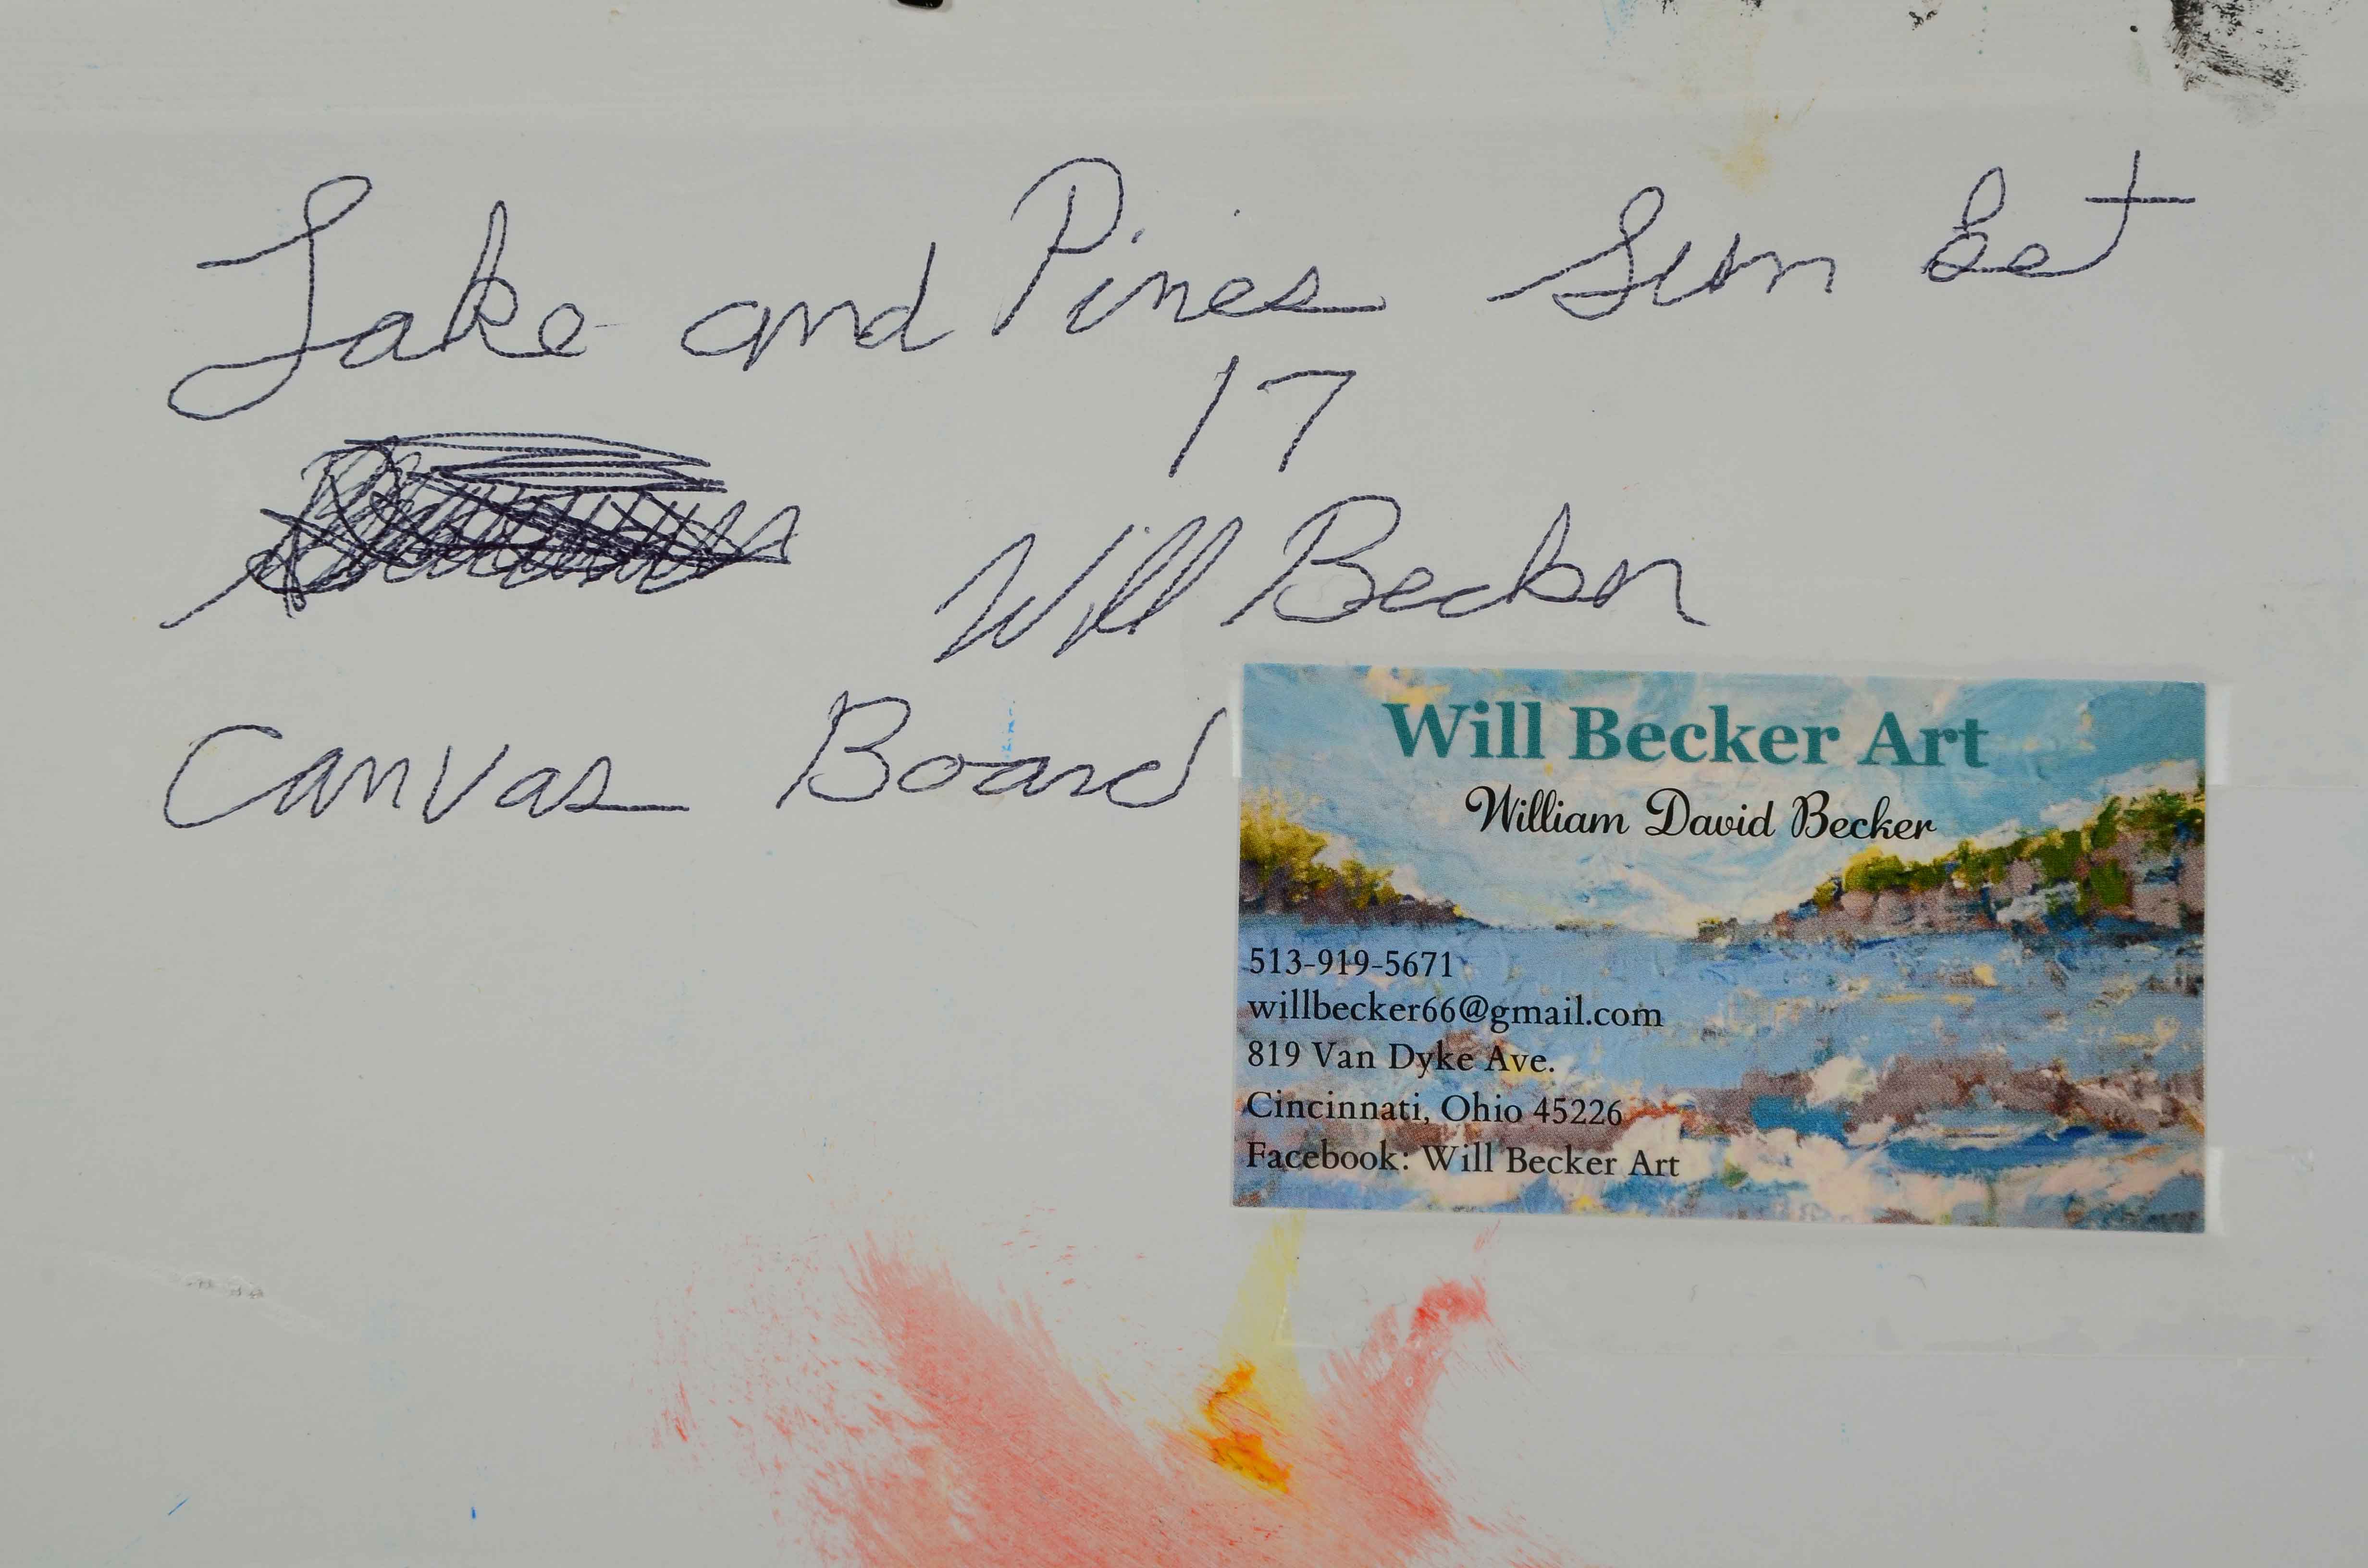 Lake and Pines Sun Set
17
Will Becker
Canvas Board
Will Becker Art
William David Becker
513-919-5671
willbecker66@gmail.com
819 Van Dyke Ave.
Cincinnati, Ohio 45226
Facebook: Will Becker Art